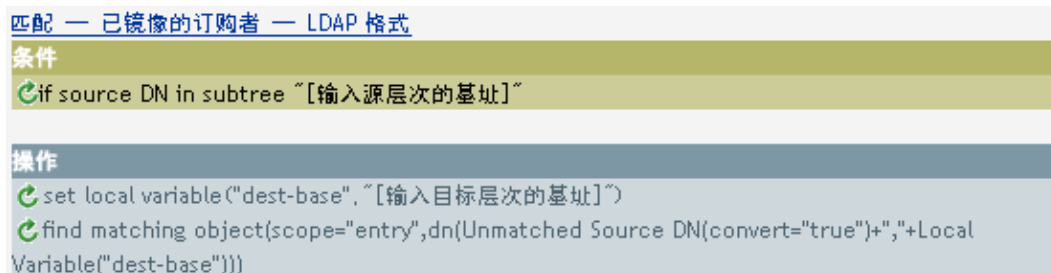 匹配 — 已镜像的订购者 — LDAP 格式
条件
if source DN in subtree "[输入源层次的基址]"
操作
set local variable("dest-base", "[输入目标层次的基址]")
find matching object(scope="entry",dn(Unmatched Source DN(convert="true")+","+Local
Variable("dest-base")))